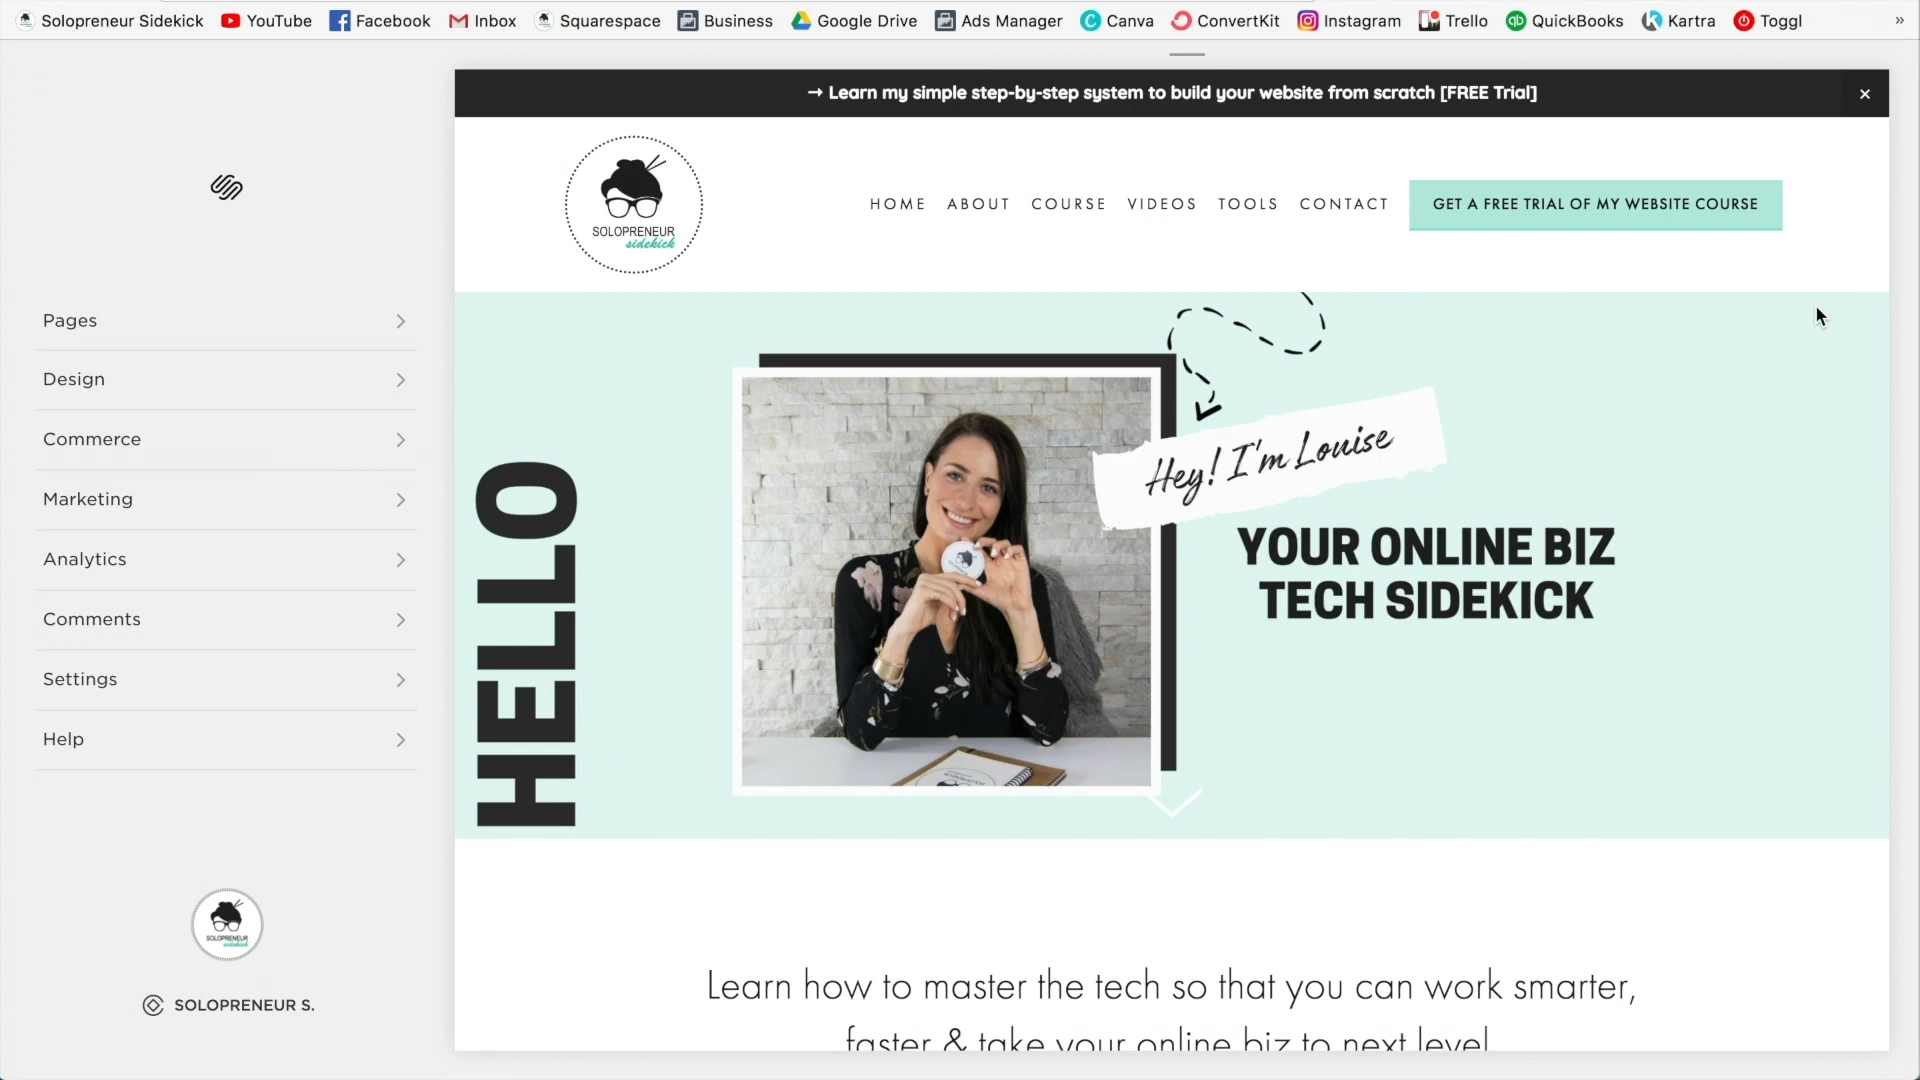 Solopreneur Sidekick YouTube Facebook Inbox Squarespace Business Google Drive Ads Manager Canva ConvertKit Instagram Trello QuickBooks Kartra Toggl »
→ Learn my simple step-by-step system to build your website from scratch [FREE Trial] ×
SOLOPRENEUR
sidekick
HOME ABOUT COURSE VIDEOS TOOLS CONTACT GET A FREE TRIAL OF MY WEBSITE COURSE
Pages
Design
Commerce
Marketing
Analytics
Comments
Settings
Help
SOLOPRENEUR
sidekick
SOLOPRENEUR S.
HELLO
Hey! I'm Louise
YOUR ONLINE BIZ
TECH SIDEKICK
Learn how to master the tech so that you can work smarter,
faster & take your online biz to next level